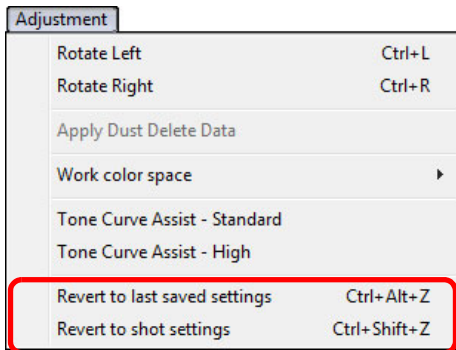 Adjustment
Rotate Left Ctrl+L
Rotate Right Ctrl+R
Apply Dust Delete Data
Work color space
Tone Curve Assist - Standard
Tone Curve Assist - High
Revert to last saved settings Ctrl+Alt+Z
Revert to shot settings Ctrl+Shift+Z